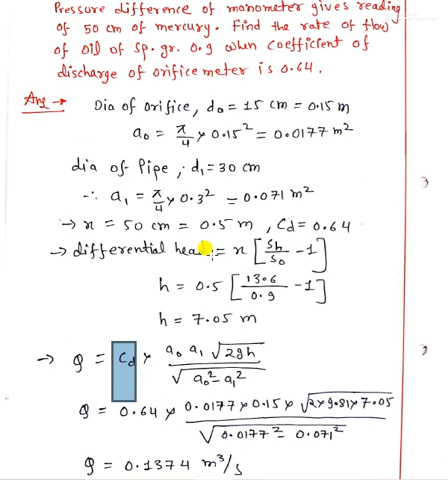 Pressure difference of monometer gives reading
of 50 cm of mercury. Find the rate of flow
of oil of sp. gr. 0.9 when coefficient of
discharge of orificemeter is 0.64.
Ans → Dia of orifice, d₀ = 15 cm = 0.15 m
a₀ = π/4 × 0.15² = 0.0177 m²
dia of Pipe, d₁ = 30 cm
∴ a₁ = π/4 × 0.3² = 0.071 m²
→ x = 50 cm = 0.5 m, Cd = 0.64
→ differential head = x [Sh/S₀ - 1]
h = 0.5 [13.6/0.9 - 1]
h = 7.05 m
→ Q = Cd × a₀ a₁ √2gh / √a₀² - a₁²
Q = 0.64 × 0.0177 × 0.15 × √2×9.81×7.05 / √0.0177² - 0.071²
Q = 0.1374 m³/s